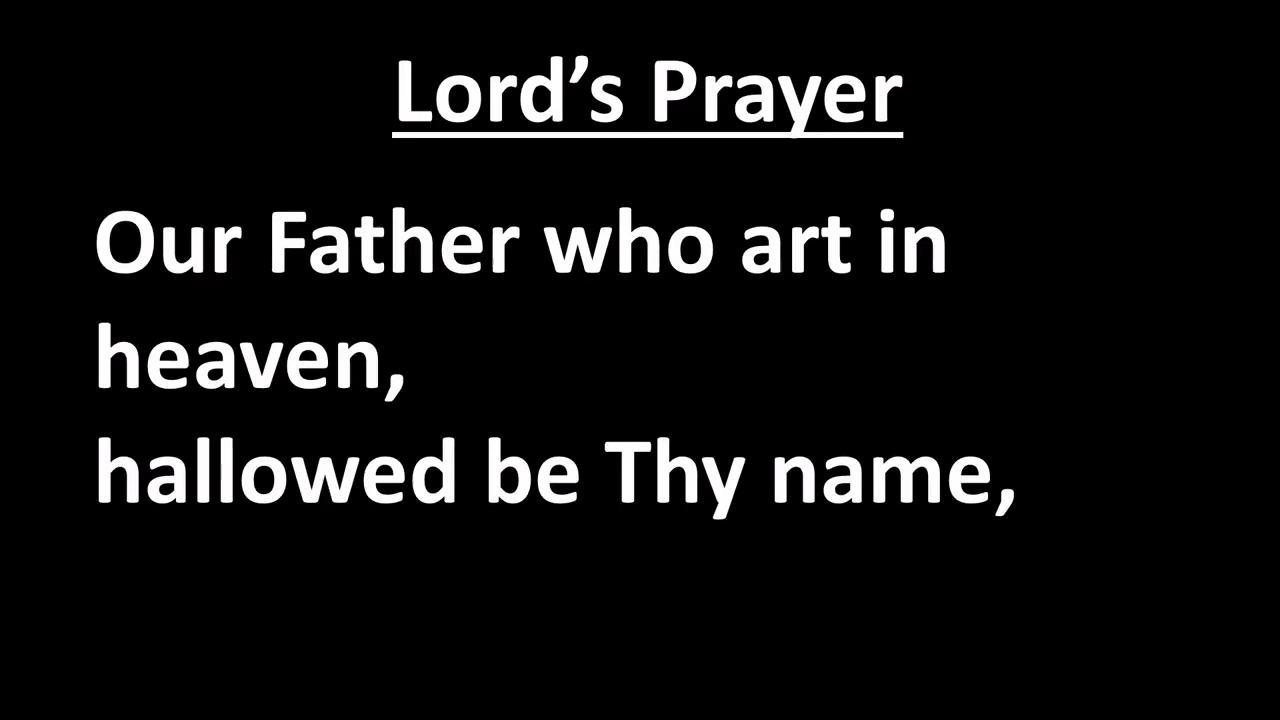 Lord’s Prayer
Our Father who art in
heaven,
hallowed be Thy name,